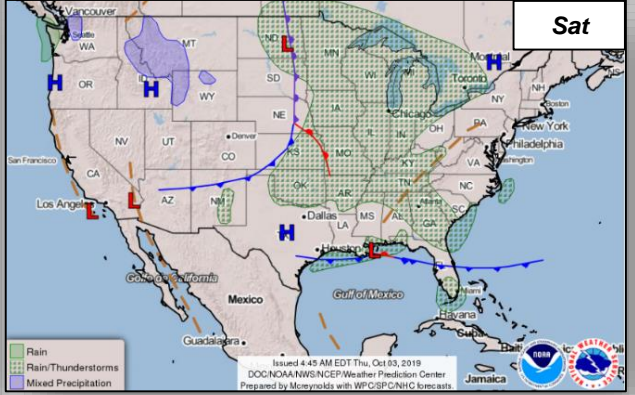 Sat
Vancouver
Seattle
WA
MT
ND
L
MN
Montréal
H
H
OR
ID
H
WY
SD
WI
MI
Toronto
NH
NY
Boston
NE
IA
Chicago
NV
UT
Denver
CO
KS
IL
IN
OH
PA
New York
Philadelphia
San Francisco
CA
MO
KY
VA
Washington
AZ
NM
OK
AR
TN
NC
Los Angeles
L
L
Atlanta
SC
H
Dallas
MS
AL
GA
LA
Houston
L
FL
Golfo de California
Mexico
Gulf of Mexico
Miami
Havana
Cuba
Guadalajara
Jamaica
Rain
Rain/Thunderstorms
Mixed Precipitation
Issued 4:45 AM EDT Thu, Oct 03, 2019
DOC/NOAA/NWS/NCEP/Weather Prediction Center
Prepared by Mcreynolds with WPC/SPC/NHC forecasts.
NOAA